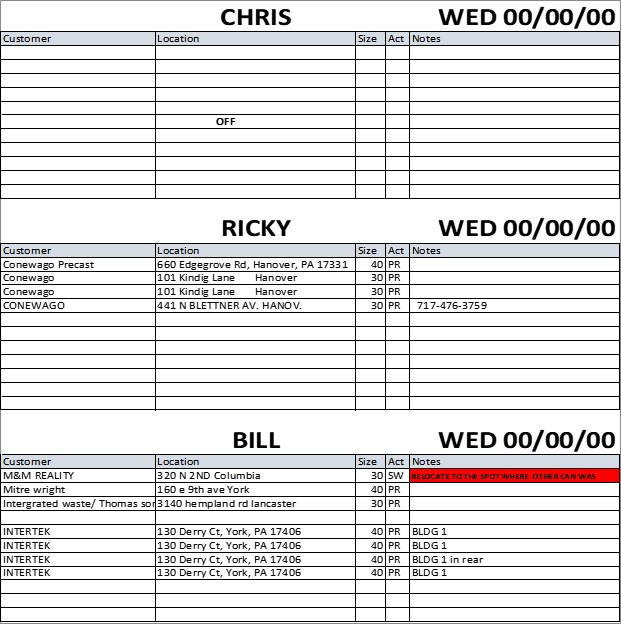 CHRIS WED 00/00/00
Customer Location Size Act Notes
OFF
RICKY WED 00/00/00
Customer Location Size Act Notes
Conewago Precast 660 Edgegrove Rd, Hanover, PA 17331 40 PR
Conewago 101 Kindig Lane Hanover 30 PR
Conewago 101 Kindig Lane Hanover 30 PR
CONEWAGO 441 N BLETTNER AV. HANOV. 30 PR 717-476-3759
BILL WED 00/00/00
Customer Location Size Act Notes
M&M REALITY 320 N 2ND Columbia 30 SW RELOCATE TO THE SPOT WHERE OTHER CAN WAS
Mitre wright 160 e 9th ave York 40 PR
Intergrated waste/ Thomas sor 3140 hempland rd lancaster 30 PR
INTERTEK 130 Derry Ct, York, PA 17406 40 PR BLDG 1
INTERTEK 130 Derry Ct, York, PA 17406 40 PR BLDG 1
INTERTEK 130 Derry Ct, York, PA 17406 40 PR BLDG 1 in rear
INTERTEK 130 Derry Ct, York, PA 17406 40 PR BLDG 1